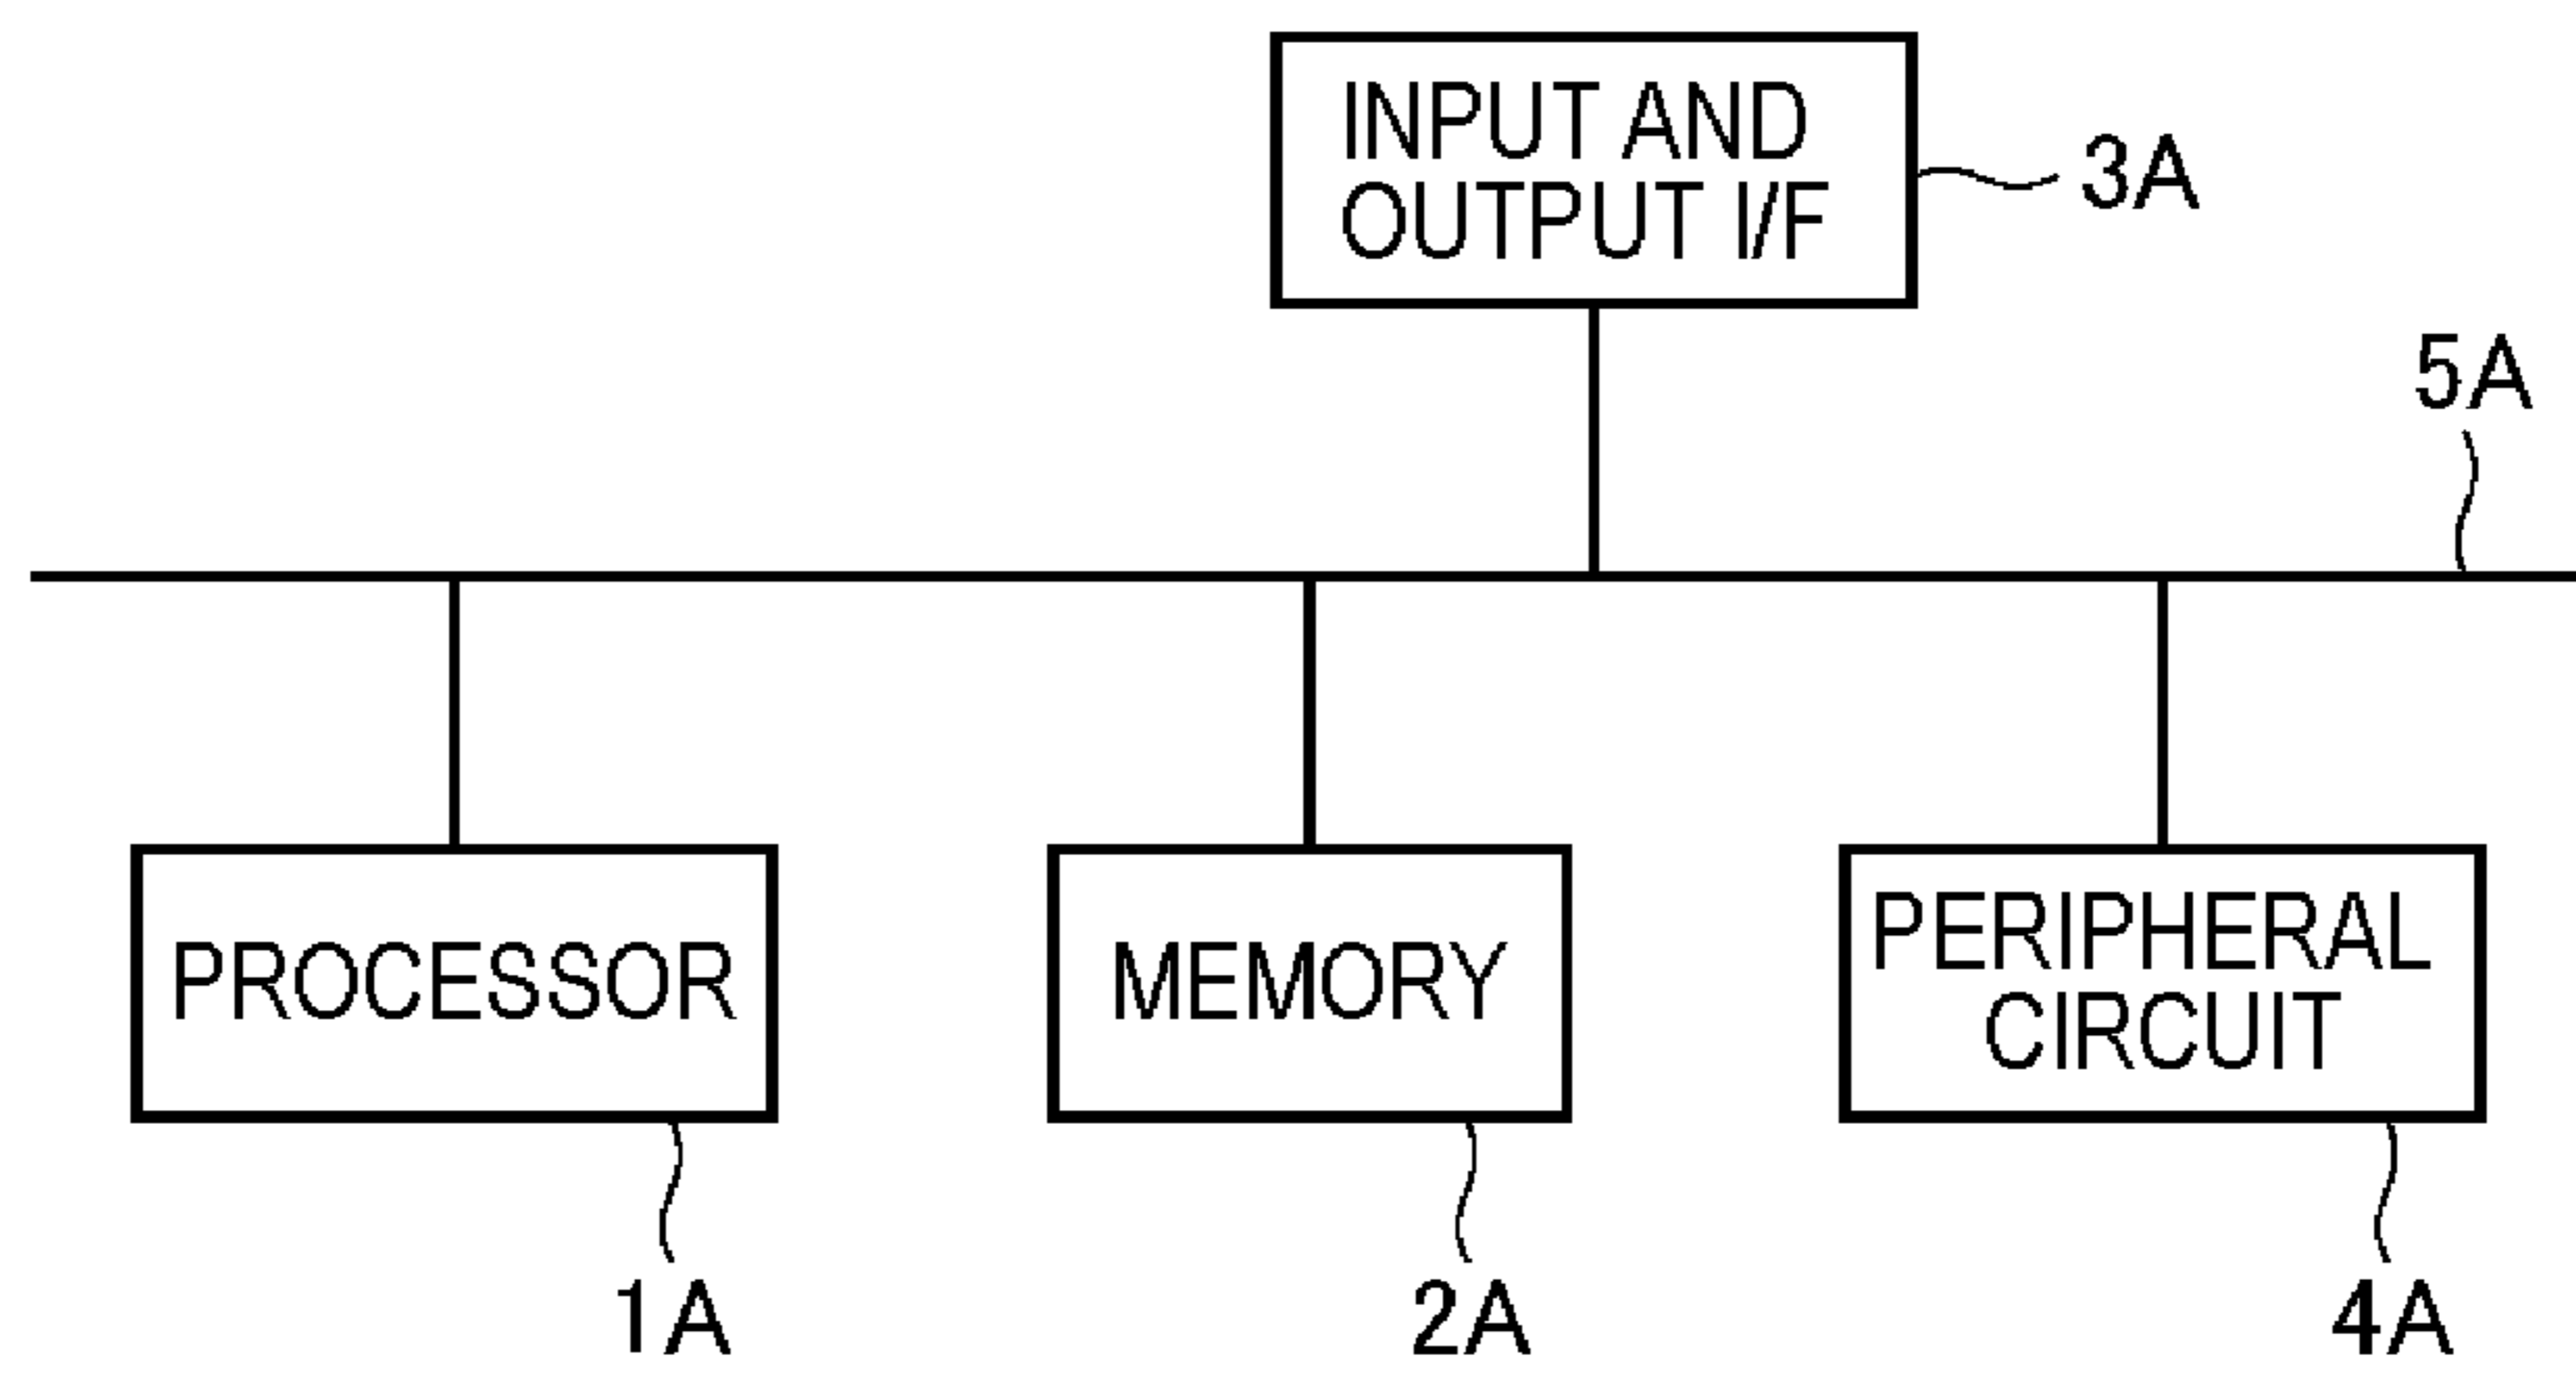 INPUT AND
OUTPUT I/F
3A
5A
PROCESSOR
MEMORY
PERIPHERAL
CIRCUIT
1A
2A
4A